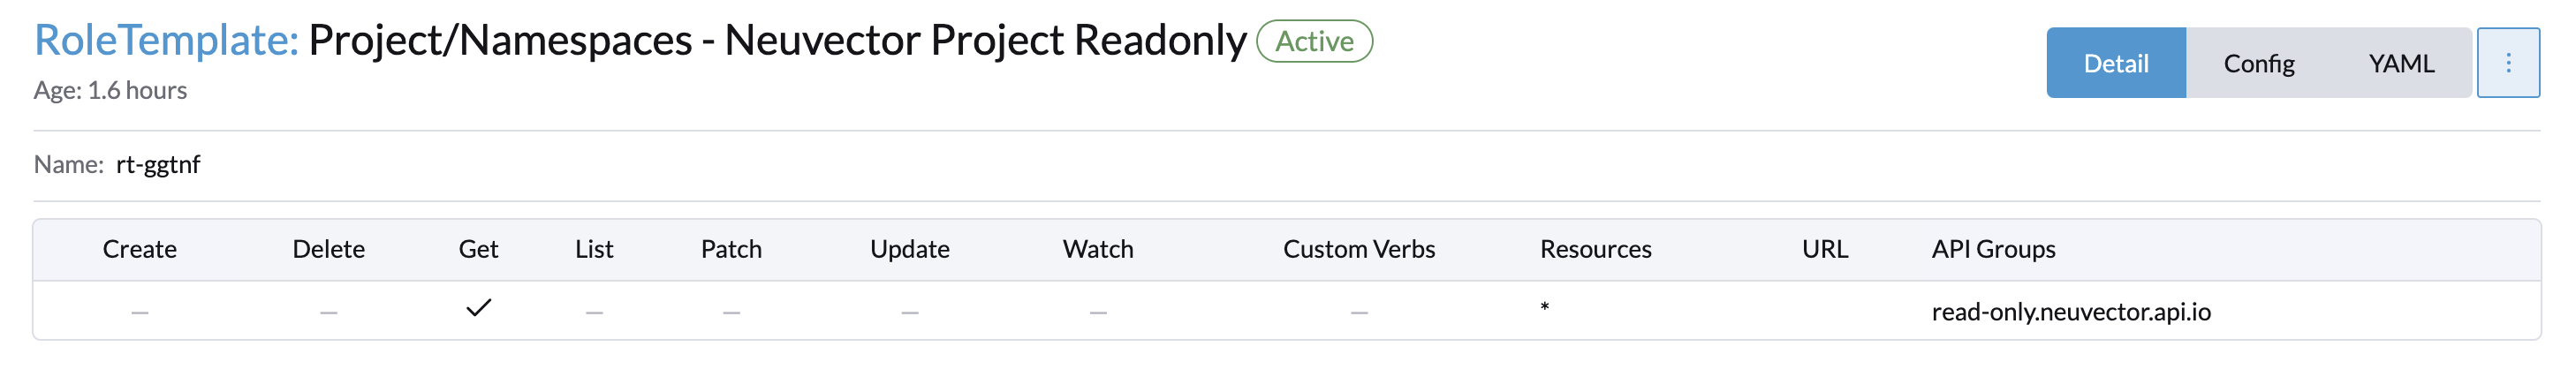 RoleTemplate: Project/Namespaces - Neuvector Project Readonly Active
Detail Config YAML
Age: 1.6 hours
Name: rt-ggtnf
Create Delete Get List Patch Update Watch Custom Verbs Resources URL API Groups
— — ✓ — — — — — * read-only.neuvector.api.io